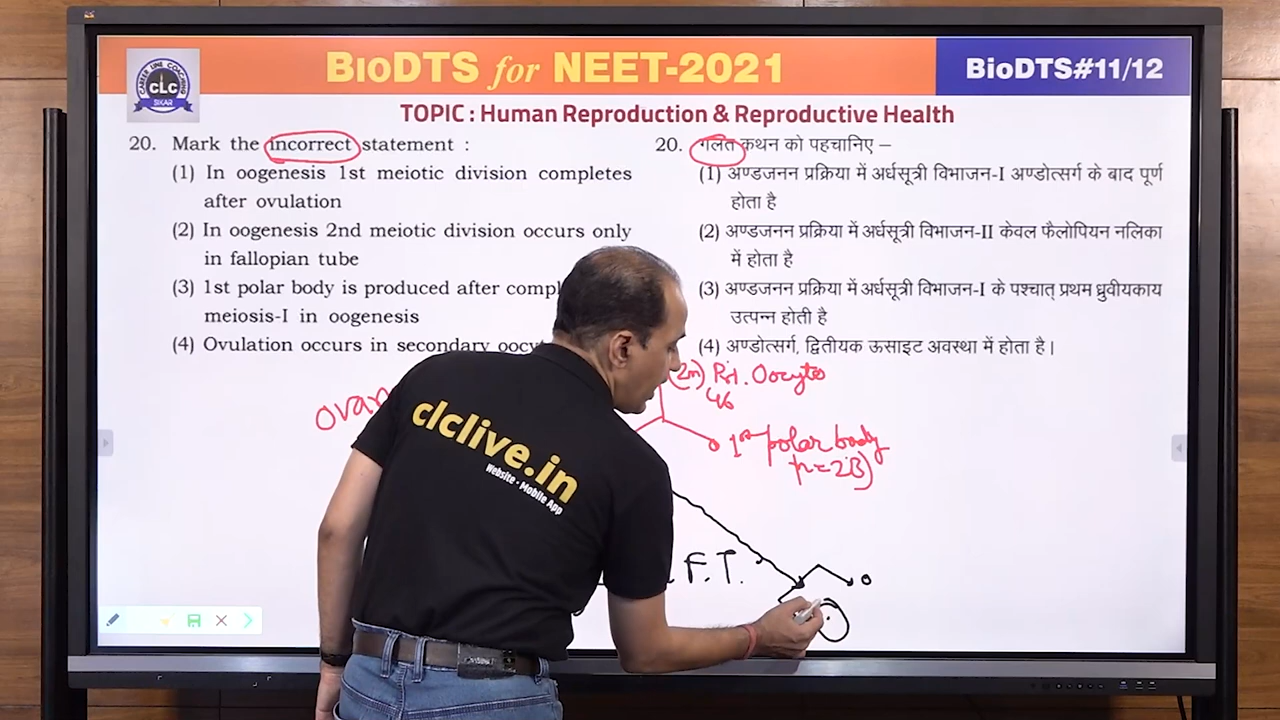 BIODTS for NEET-2021
BioDTS#11/12
CAREER LINE COACHING
CLC
SIKAR
TOPIC : Human Reproduction & Reproductive Health
20. Mark the incorrect statement :
(1) In oogenesis 1st meiotic division completes
after ovulation
(2) In oogenesis 2nd meiotic division occurs only
in fallopian tube
(3) 1st polar body is produced after
meiosis-I in oogenesis
(4) Ovulation occurs in secondary
20. गलत कथन को पहचानिए –
(1) अण्डजनन प्रक्रिया में अर्धसूत्री विभाजन-I अण्डोत्सर्ग के बाद पूर्ण
होता है
(2) अण्डजनन प्रक्रिया में अर्धसूत्री विभाजन-II केवल फैलोपियन नलिका
में होता है
(3) अण्डजनन प्रक्रिया में अर्धसूत्री विभाजन-I के पश्चात् प्रथम ध्रुवीयकाय
उत्पन्न होती है
(4) अण्डोत्सर्ग, द्वितीयक ऊसाइट अवस्था में होता है।
(2n) Pri. Oocyte
46
1st polar body
n=23)
F.T.
clclive.in
Website - Mobile App